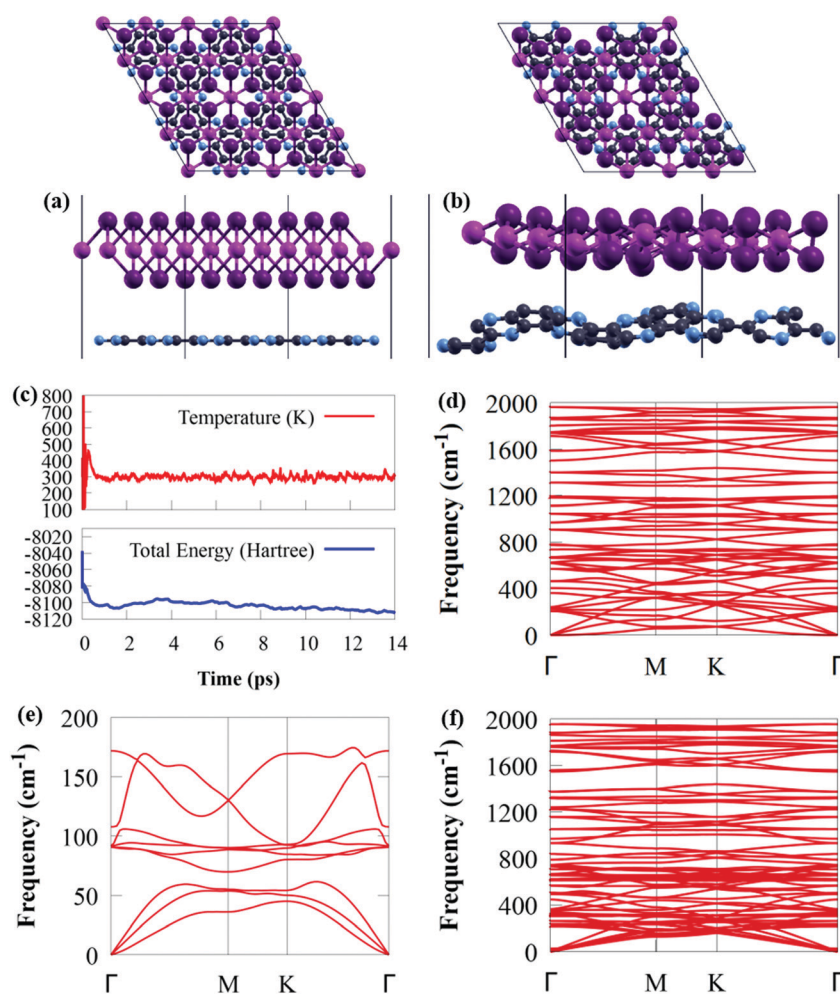 (a)
(b)
(c)
800
700
600
500
400
300
200
100
Temperature (K)
-8020
-8040
-8060
-8080
-8100
-8120
Total Energy (Hartree)
0 2 4 6 8 10 12 14
Time (ps)
(d)
2000
1600
1200
800
400
0
Frequency (cm-1)
Γ M K Γ
(e)
200
150
100
50
0
Frequency (cm-1)
Γ M K Γ
(f)
2000
1600
1200
800
400
0
Frequency (cm-1)
Γ M K Γ